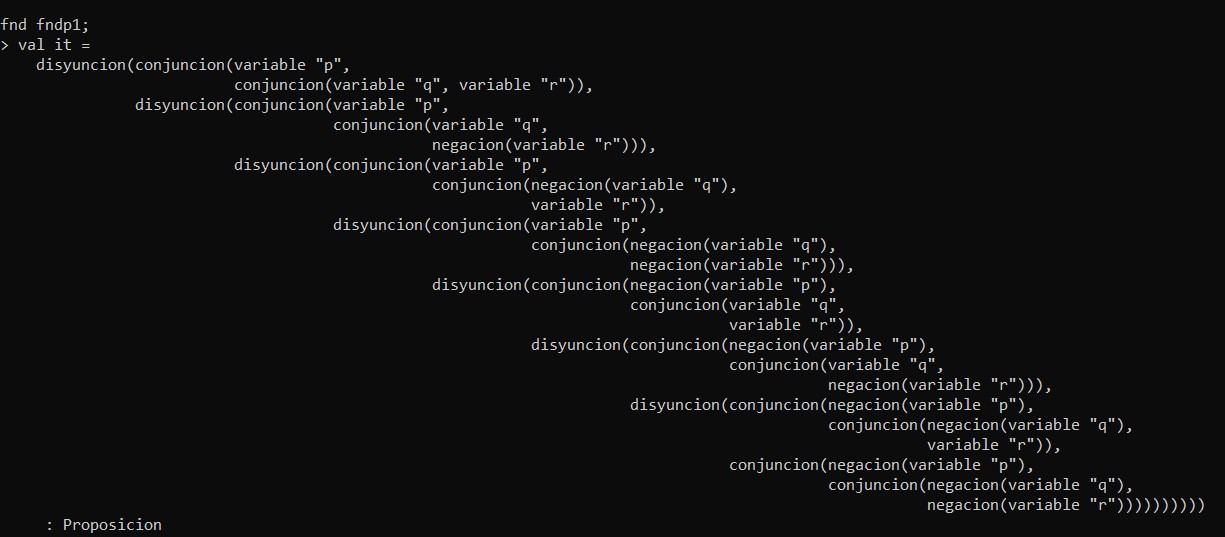 fnd fndp1;
> val it =
    disyuncion(conjuncion(variable "p",
                          conjuncion(variable "q", variable "r")),
               disyuncion(conjuncion(variable "p",
                                     conjuncion(variable "q",
                                                negacion(variable "r"))),
                          disyuncion(conjuncion(variable "p",
                                                conjuncion(negacion(variable "q"),
                                                           variable "r")),
                                     disyuncion(conjuncion(variable "p",
                                                           conjuncion(negacion(variable "q"),
                                                                      negacion(variable "r"))),
                                                disyuncion(conjuncion(negacion(variable "p"),
                                                                      conjuncion(variable "q",
                                                                                 variable "r")),
                                                           disyuncion(conjuncion(negacion(variable "p"),
                                                                                 conjuncion(variable "q",
                                                                                            negacion(variable "r"))),
                                                                      disyuncion(conjuncion(negacion(variable "p"),
                                                                                            conjuncion(negacion(variable "q"),
                                                                                                       variable "r")),
                                                                                 conjuncion(negacion(variable "p"),
                                                                                            conjuncion(negacion(variable "q"),
                                                                                                       negacion(variable "r"))))))))))
     : Proposicion